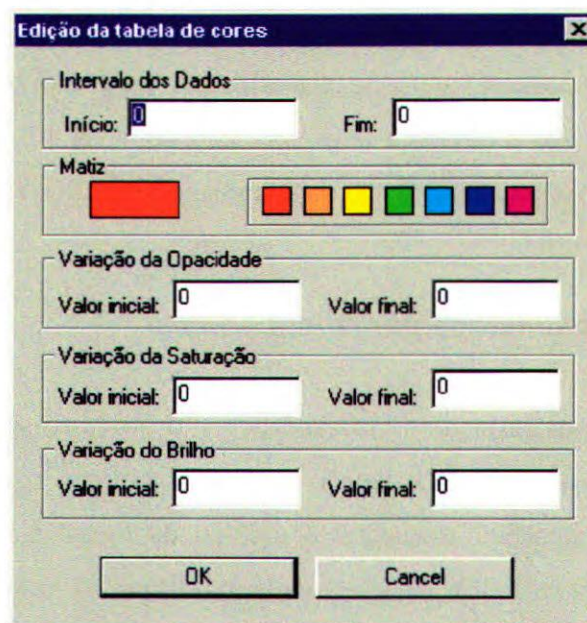 Edição da tabela de cores
Intervalo dos Dados
Início: 0 Fim: 0
Matiz
Variação da Opacidade
Valor inicial: 0 Valor final: 0
Variação da Saturação
Valor inicial: 0 Valor final: 0
Variação do Brilho
Valor inicial: 0 Valor final: 0
OK Cancel